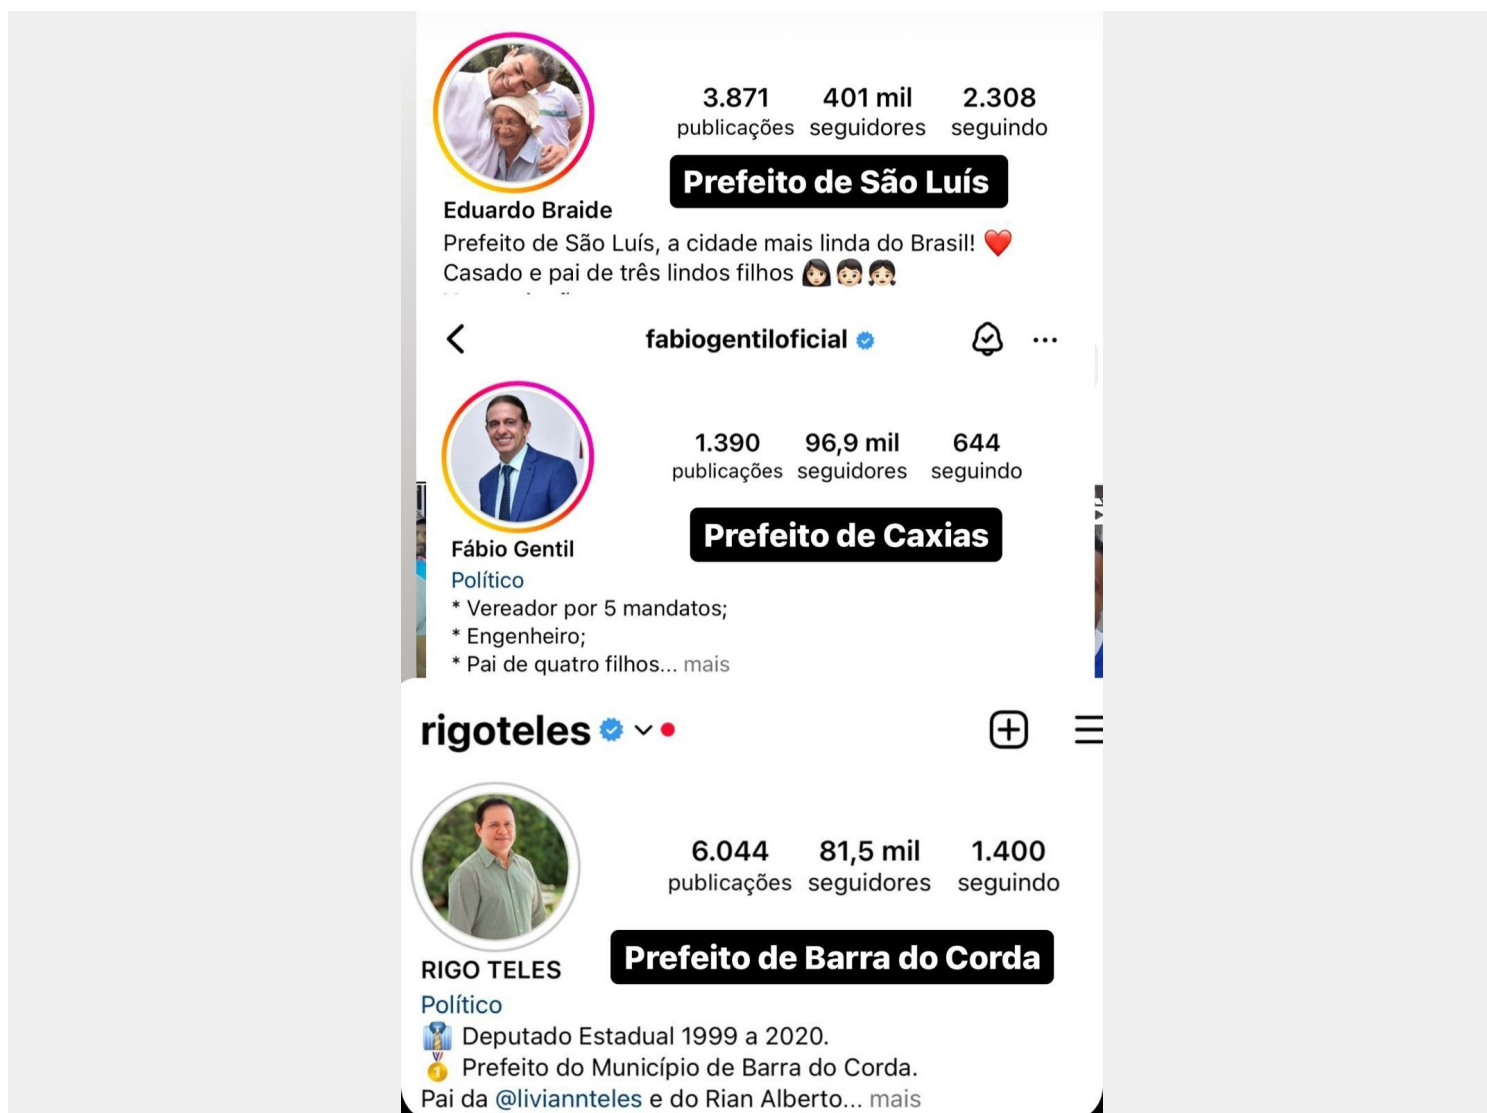 3.871 401 mil 2.308
publicações seguidores seguindo
Prefeito de São Luís
Eduardo Braide
Prefeito de São Luís, a cidade mais linda do Brasil! ❤️
Casado e pai de três lindos filhos 👩🏻👦🏻👧🏻
fabiogentiloficial
1.390 96,9 mil 644
publicações seguidores seguindo
Prefeito de Caxias
Fábio Gentil
Político
* Vereador por 5 mandatos;
* Engenheiro;
* Pai de quatro filhos... mais
rigoteles
6.044 81,5 mil 1.400
publicações seguidores seguindo
Prefeito de Barra do Corda
RIGO TELES
Político
👔 Deputado Estadual 1999 a 2020.
🥇 Prefeito do Município de Barra do Corda.
Pai da @liviannteles e do Rian Alberto... mais